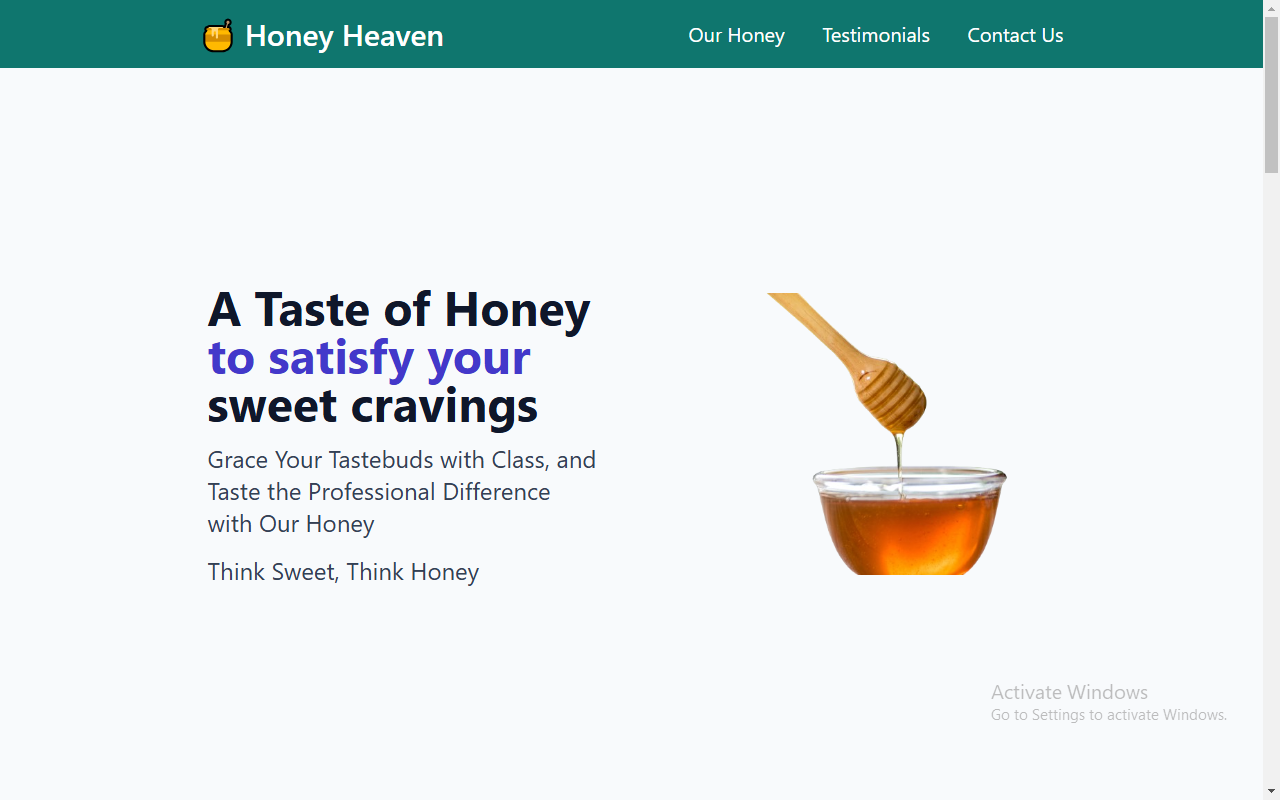 Honey Heaven
Our Honey
Testimonials
Contact Us
A Taste of Honey
to satisfy your
sweet cravings
Grace Your Tastebuds with Class, and
Taste the Professional Difference
with Our Honey
Think Sweet, Think Honey
Activate Windows
Go to Settings to activate Windows.